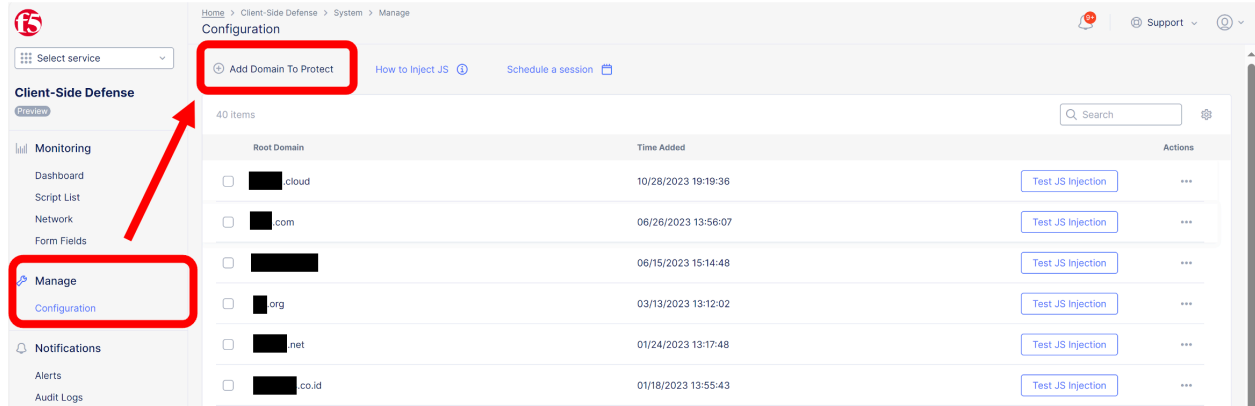 f5
Home > Client-Side Defense > System > Manage
Configuration
9+
Support
Select service
Client-Side Defense
Preview
Monitoring
Dashboard
Script List
Network
Form Fields
Manage
Configuration
Notifications
Alerts
Audit Logs
Add Domain To Protect
How to Inject JS
Schedule a session
40 items
Search
Root Domain Time Added Actions
.cloud 10/28/2023 19:19:36 Test JS Injection
.com 06/26/2023 13:56:07 Test JS Injection
06/15/2023 15:14:48 Test JS Injection
.org 03/13/2023 13:12:02 Test JS Injection
.net 01/24/2023 13:17:48 Test JS Injection
.co.id 01/18/2023 13:55:43 Test JS Injection